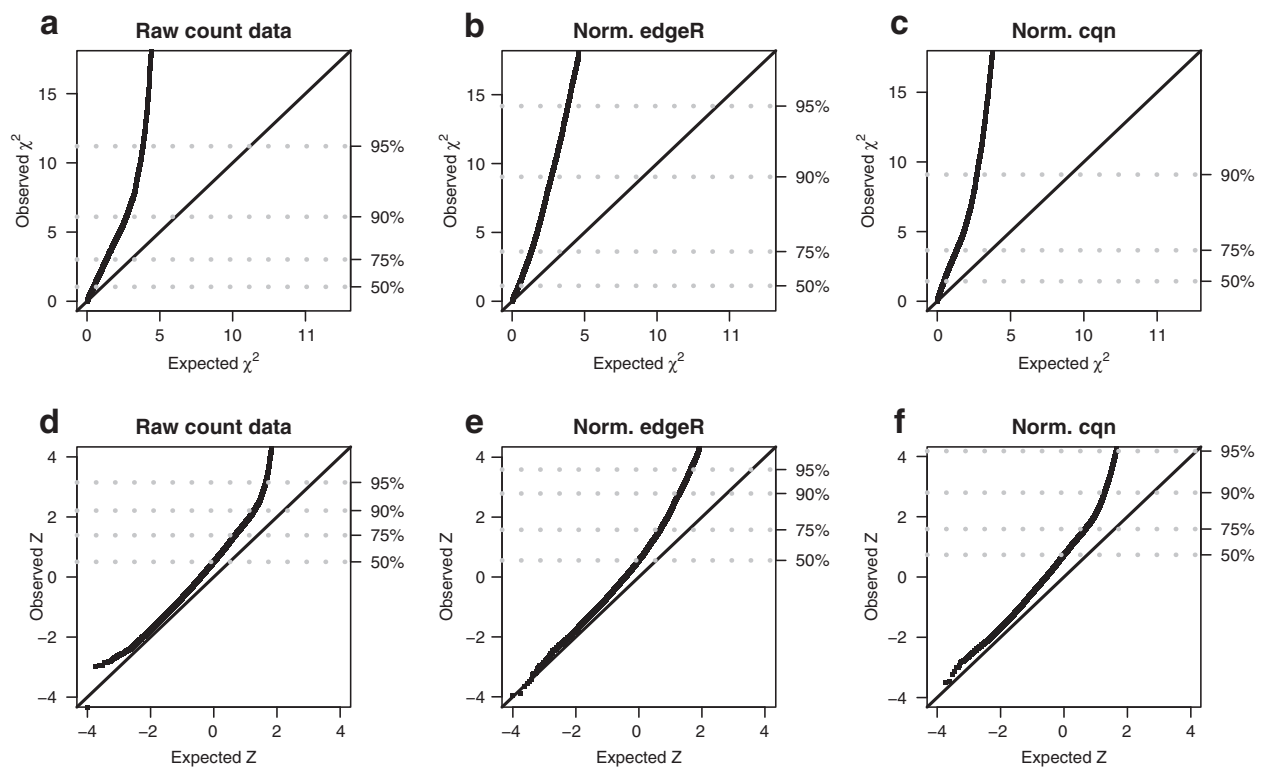 a Raw count data
15
10
5
0
Observed χ²
95%
90%
75%
50%
0 5 10 11
Expected χ²
b Norm. edgeR
15
10
5
0
Observed χ²
95%
90%
75%
50%
0 5 10 11
Expected χ²
c Norm. cqn
15
10
5
0
Observed χ²
90%
75%
50%
0 5 10 11
Expected χ²
d Raw count data
4
2
0
−2
−4
Observed Z
95%
90%
75%
50%
−4 −2 0 2 4
Expected Z
e Norm. edgeR
4
2
0
−2
−4
Observed Z
95%
90%
75%
50%
−4 −2 0 2 4
Expected Z
f Norm. cqn
4
2
0
−2
−4
Observed Z
95%
90%
75%
50%
−4 −2 0 2 4
Expected Z